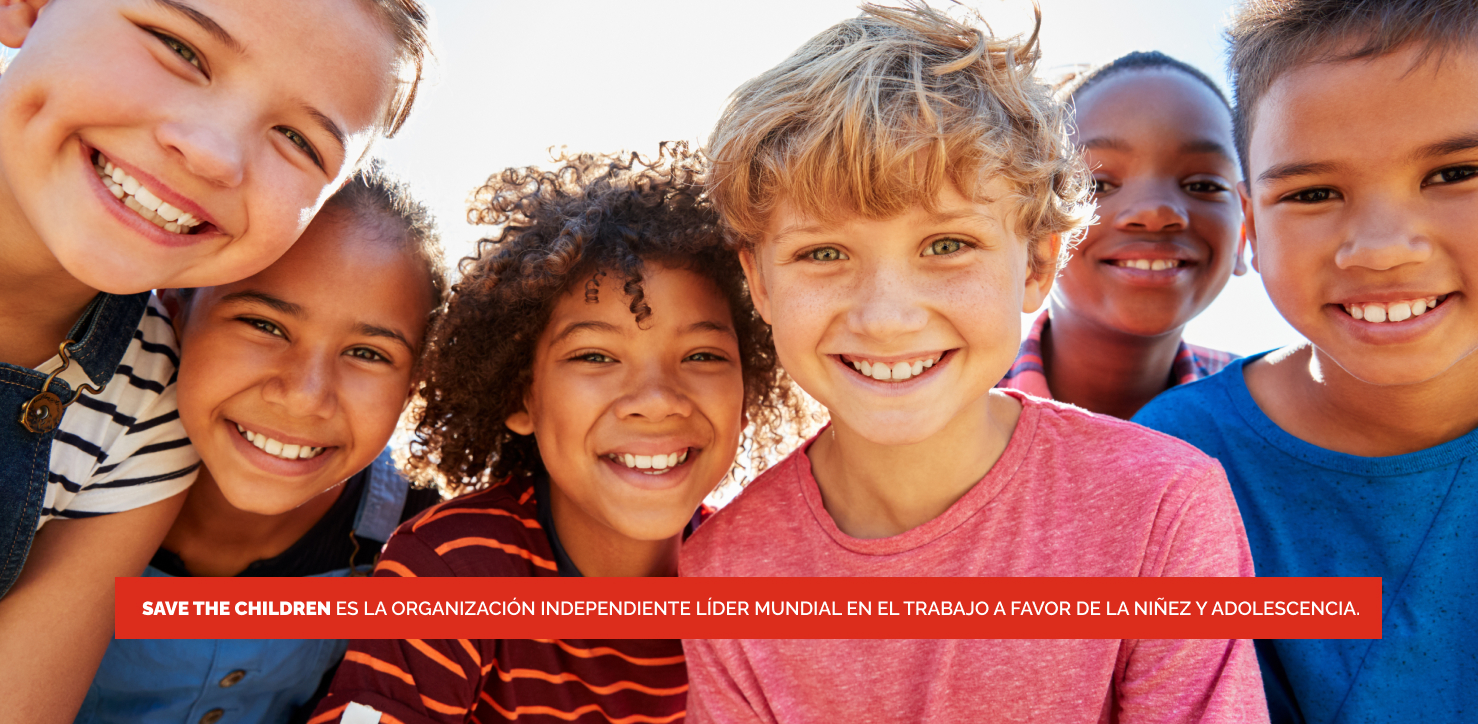 SAVE THE CHILDREN ES LA ORGANIZACIÓN INDEPENDIENTE LÍDER MUNDIAL EN EL TRABAJO A FAVOR DE LA NIÑEZ Y ADOLESCENCIA.